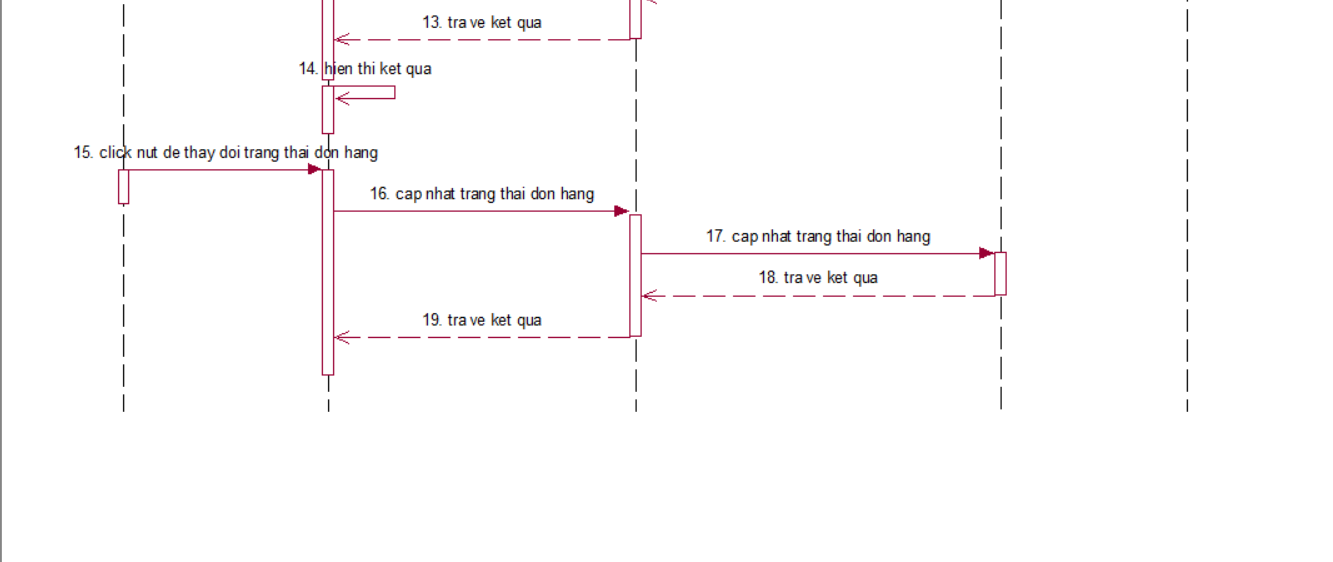 13. tra ve ket qua
14. hien thi ket qua
15. click nut de thay doi trang thai don hang
16. cap nhat trang thai don hang
17. cap nhat trang thai don hang
18. tra ve ket qua
19. tra ve ket qua